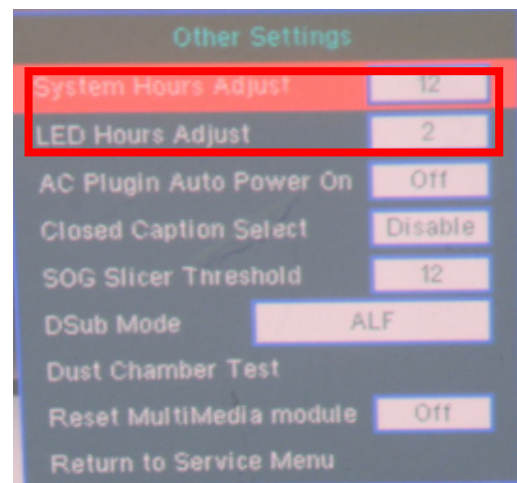 Other Settings
System Hours Adjust 12
LED Hours Adjust 2
AC Plugin Auto Power On Off
Closed Caption Select Disable
SOG Slicer Threshold 12
DSub Mode ALF
Dust Chamber Test
Reset MultiMedia module Off
Return to Service Menu